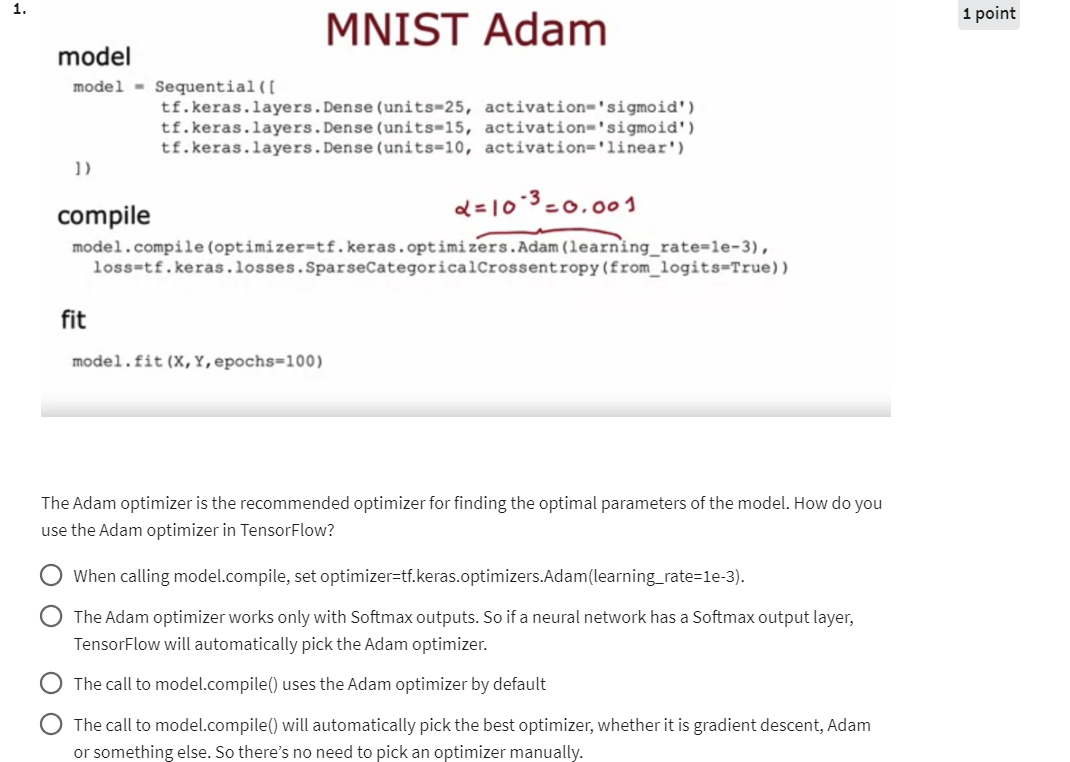 1.
1 point
MNIST Adam
model
model = Sequential([
tf.keras.layers.Dense(units=25, activation='sigmoid')
tf.keras.layers.Dense(units=15, activation='sigmoid')
tf.keras.layers.Dense(units=10, activation='linear')
])
α=10⁻³=0.001
compile
model.compile(optimizer=tf.keras.optimizers.Adam(learning_rate=1e-3),
loss=tf.keras.losses.SparseCategoricalCrossentropy(from_logits=True))
fit
model.fit(X,Y,epochs=100)
The Adam optimizer is the recommended optimizer for finding the optimal parameters of the model. How do you
use the Adam optimizer in TensorFlow?
When calling model.compile, set optimizer=tf.keras.optimizers.Adam(learning_rate=1e-3).
The Adam optimizer works only with Softmax outputs. So if a neural network has a Softmax output layer,
TensorFlow will automatically pick the Adam optimizer.
The call to model.compile() uses the Adam optimizer by default
The call to model.compile() will automatically pick the best optimizer, whether it is gradient descent, Adam
or something else. So there’s no need to pick an optimizer manually.